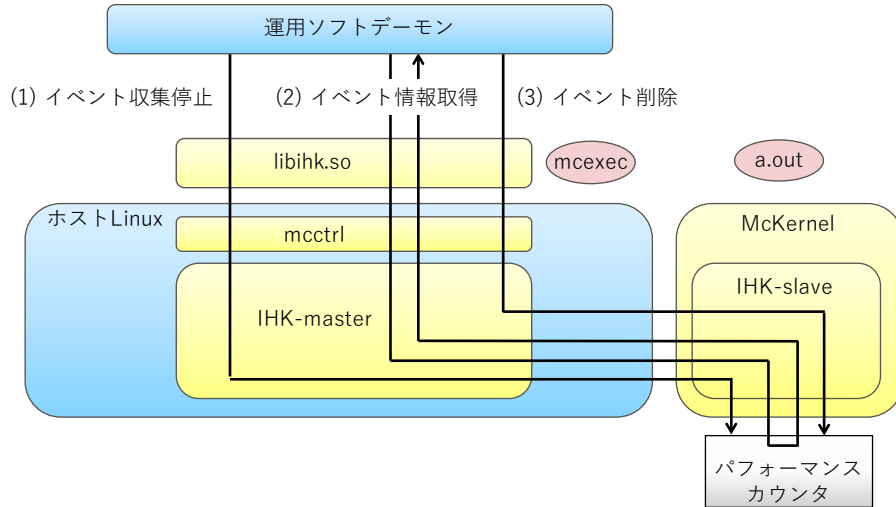 運用ソフトデーモン
(1) イベント収集停止
(2) イベント情報取得
(3) イベント削除
libihk.so
mcexec
a.out
ホストLinux
mcctrl
McKernel
IHK-master
IHK-slave
パフォーマンス
カウンタ